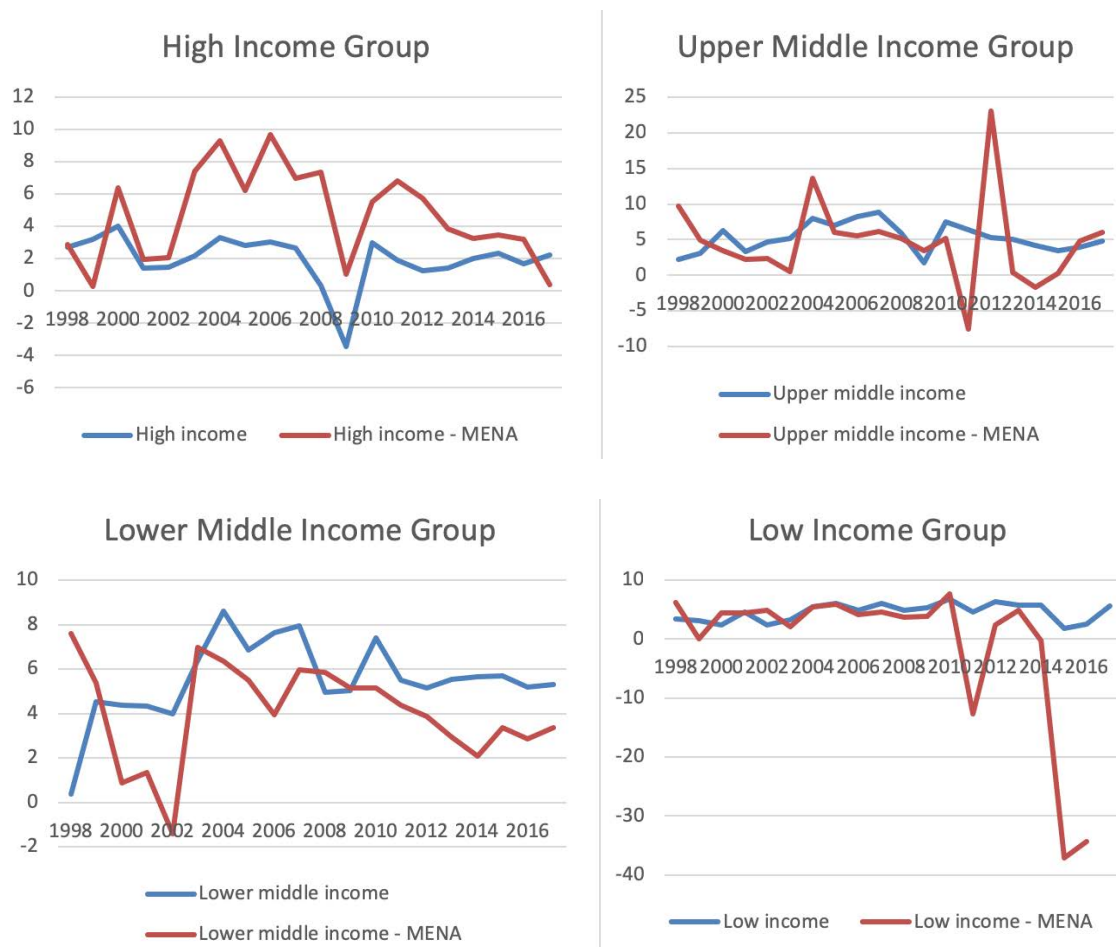 High Income Group
12
10
8
6
4
2
0
-2
-4
-6
1998 2000 2002 2004 2006 2008 2010 2012 2014 2016
High income High income - MENA
Upper Middle Income Group
25
20
15
10
5
0
-5
-10
1998 2000 2002 2004 2006 2008 2010 2012 2014 2016
Upper middle income
Upper middle income - MENA
Lower Middle Income Group
10
8
6
4
2
0
-2
1998 2000 2002 2004 2006 2008 2010 2012 2014 2016
Lower middle income
Lower middle income - MENA
Low Income Group
10
0
-10
-20
-30
-40
1998 2000 2002 2004 2006 2008 2010 2012 2014 2016
Low income Low income - MENA